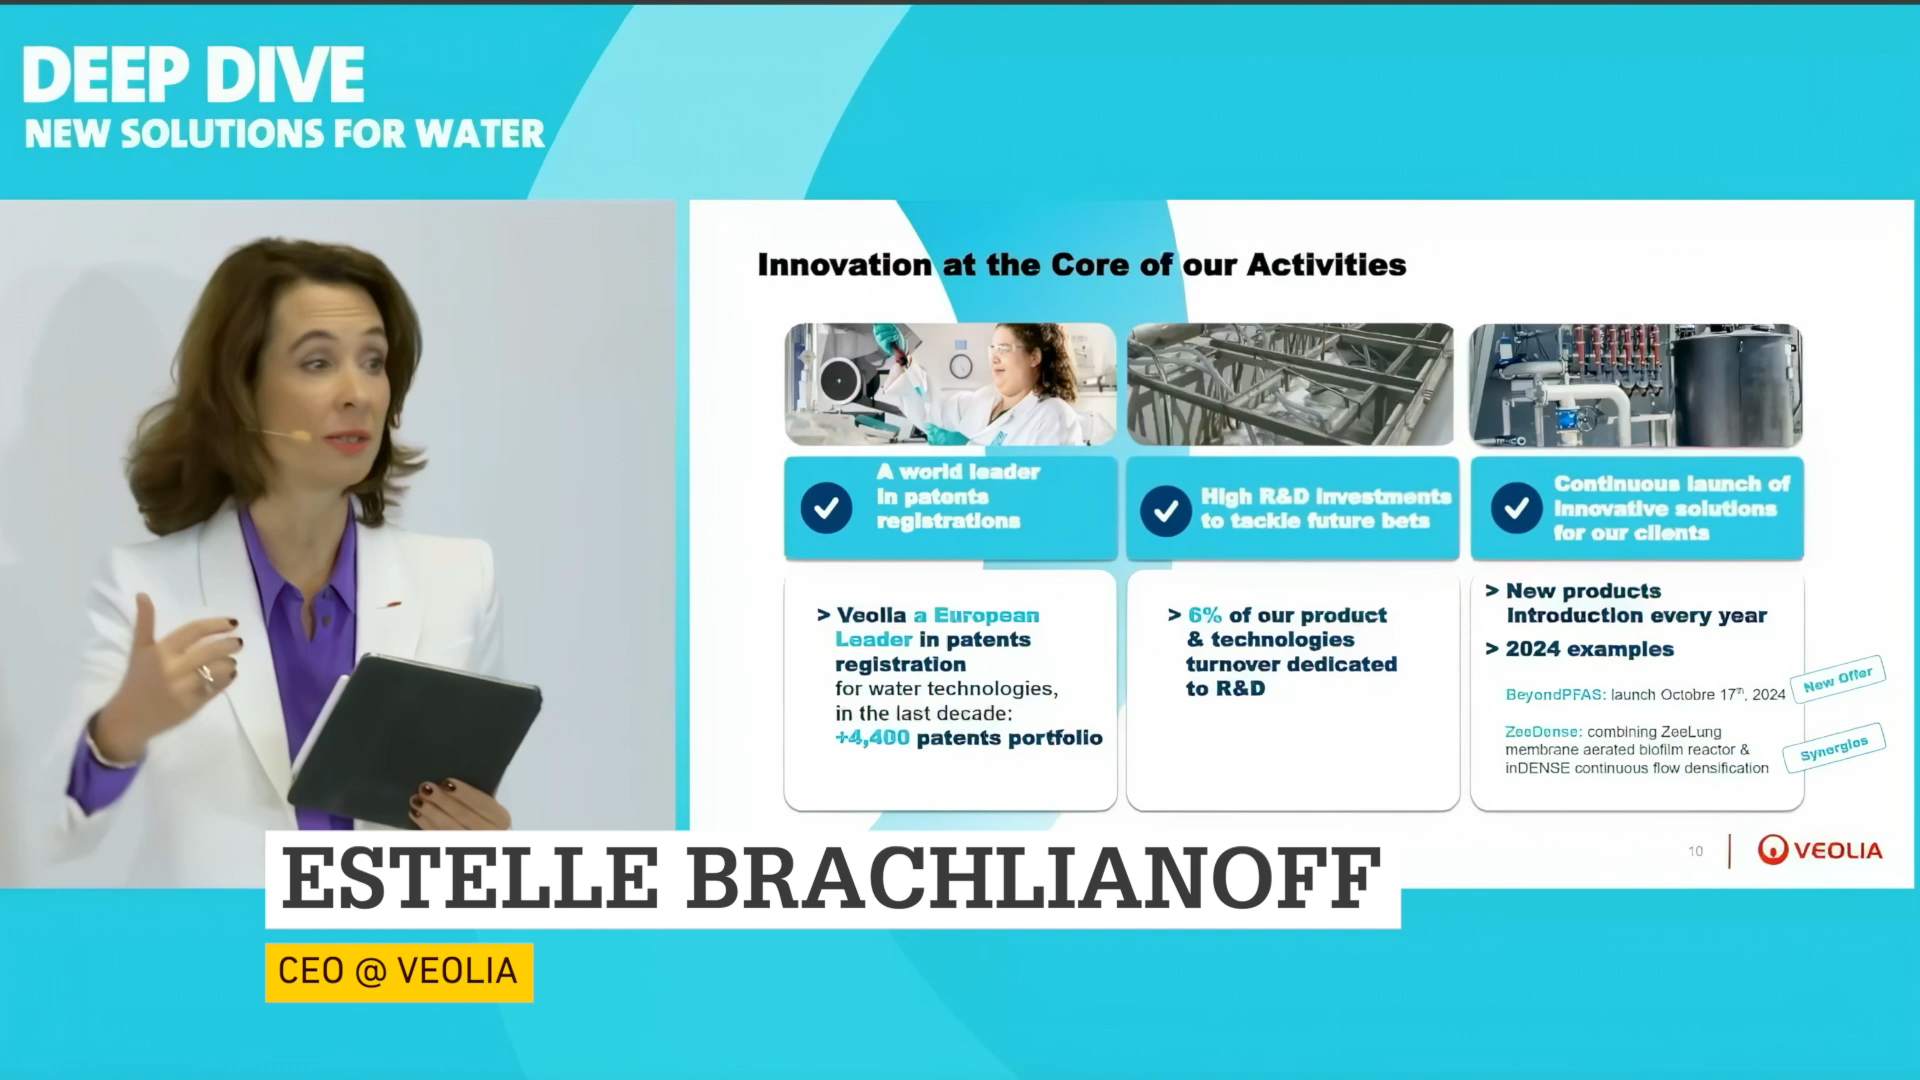 DEEP DIVE
NEW SOLUTIONS FOR WATER
Innovation at the Core of our Activities
A world leader
in patents
registrations
High R&D investments
to tackle future bets
Continuous launch of
innovative solutions
for our clients
> Veolia a European
Leader in patents
registration
for water technologies,
in the last decade:
+4,400 patents portfolio
> 6% of our product
& technologies
turnover dedicated
to R&D
> New products
introduction every year
> 2024 examples
BeyondPFAS: launch Octobre 17th, 2024
New Offer
ZeeDense: combining ZeeLung
membrane aerated biofilm reactor &
inDENSE continuous flow densification
Synergies
10
VEOLIA
ESTELLE BRACHLIANOFF
CEO @ VEOLIA